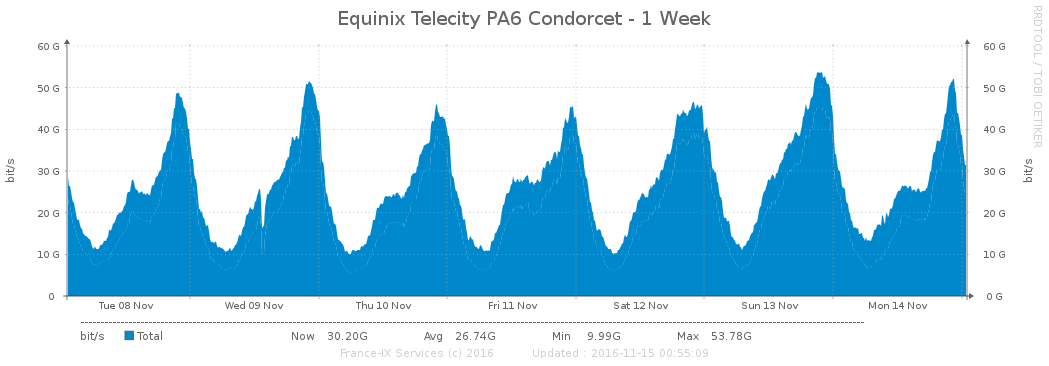 Equinix Telecity PA6 Condorcet - 1 Week
RRDTOOL / TOBI OETIKER
60 G 60 G
50 G 50 G
40 G 40 G
30 G 30 G
20 G 20 G
10 G 10 G
0 0 G
bit/s
bit/s
Tue 08 Nov Wed 09 Nov Thu 10 Nov Fri 11 Nov Sat 12 Nov Sun 13 Nov Mon 14 Nov
bit/s Total Now 30.20G Avg 26.74G Min 9.99G Max 53.78G
France-IX Services (c) 2016 Updated : 2016-11-15 00:55:09